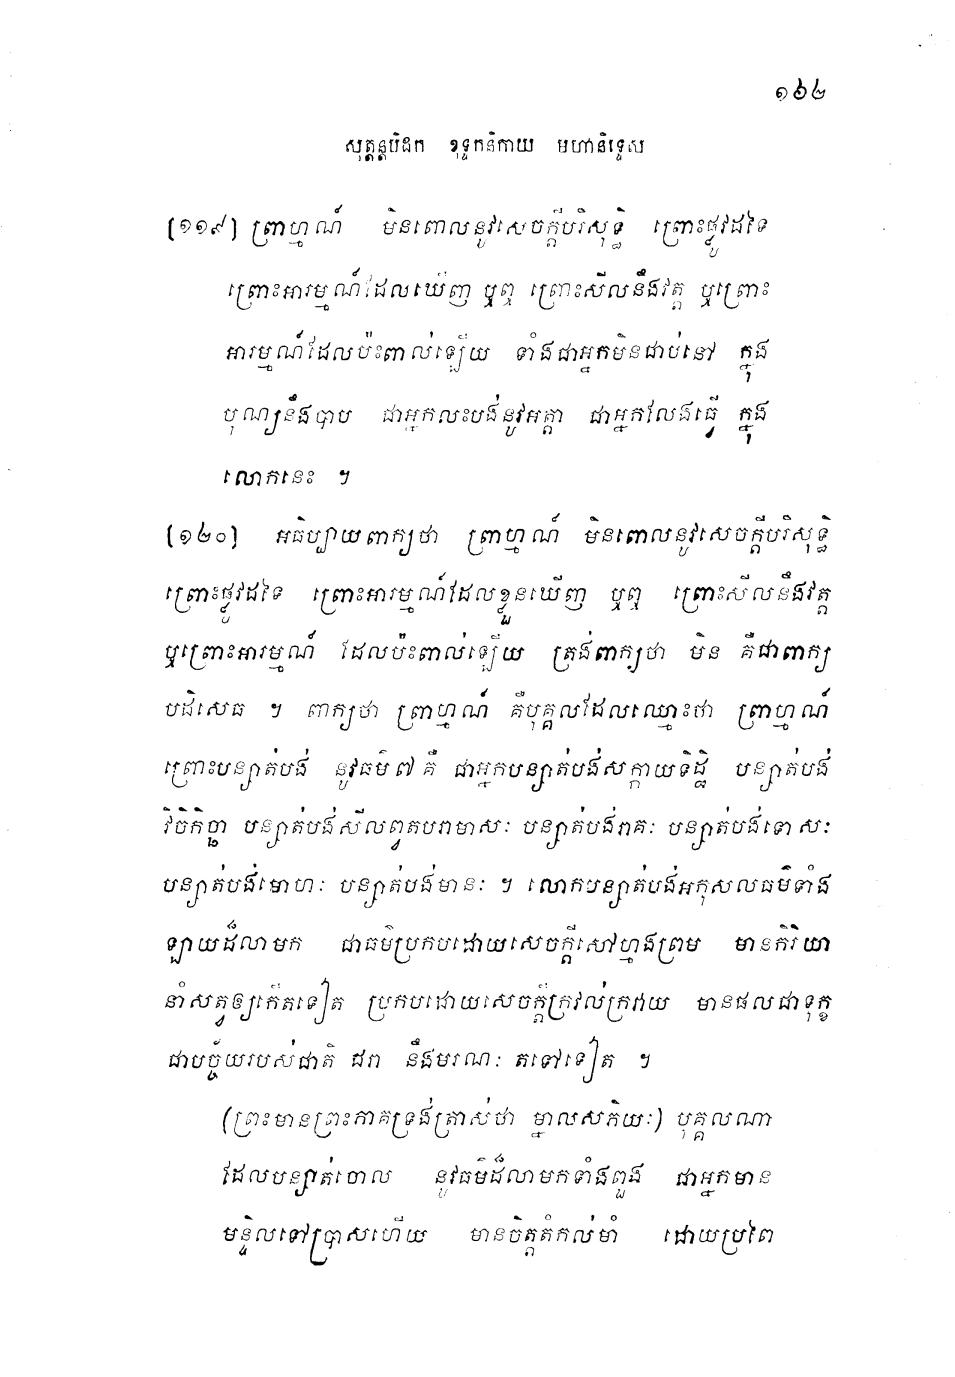 ១៦២
សុត្តន្តបិដក ខុទ្ទកនិកាយ មហានិទ្ទេស
[១១៩] ព្រាហ្មណ៍ មិនពោលនូវសេចក្តីបរិសុទ្ធិ ព្រោះផ្លូវដទៃ
ព្រោះអារម្មណ៍ដែលឃើញ ឬឮ ព្រោះសីលនឹងវត្ត ឬព្រោះ
អារម្មណ៍ដែលប៉ះពាល់ឡើយ ទាំងជាអ្នកមិនជាប់នៅ ក្នុង
បុណ្យនឹងបាប ជាអ្នកលះបង់នូវអត្តា ជាអ្នកលែងធ្វើ ក្នុង
លោកនេះ ។
[១២០] អធិប្បាយពាក្យថា ព្រាហ្មណ៍ មិនពោលនូវសេចក្តីបរិសុទ្ធិ
ព្រោះផ្លូវដទៃ ព្រោះអារម្មណ៍ដែលខ្លួនឃើញ ឬឮ ព្រោះសីលនឹងវត្ត
ឬព្រោះអារម្មណ៍ ដែលប៉ះពាល់ឡើយ ត្រង់ពាក្យថា មិន គឺជាពាក្យ
បដិសេធ ។ ពាក្យថា ព្រាហ្មណ៍ គឺបុគ្គលដែលឈ្មោះថា ព្រាហ្មណ៍
ព្រោះបន្សាត់បង់ នូវធម៌៧គឺ ជាអ្នកបន្សាត់បង់សក្កាយទិដ្ឋិ បន្សាត់បង់
វិចិកិច្ឆា បន្សាត់បង់សីលព្វតបរាមាសៈ បន្សាត់បង់រាគៈ បន្សាត់បង់ទោសៈ
បន្សាត់បង់មោហៈ បន្សាត់បង់មានៈ ។ លោកបន្សាត់បង់អកុសលធម៌ទាំង
ឡាយដ៏លាមក ជាធម៌ប្រកបដោយសេចក្តីសៅហ្មងព្រម មានកិរិយា
នាំសត្វឲ្យកើតទៀត ប្រកបដោយសេចក្តីក្រវល់ក្រវាយ មានផលជាទុក្ខ
ជាបច្ច័យរបស់ជាតិ ជរា នឹងមរណៈ តទៅទៀត ។
(ព្រះមានព្រះភាគទ្រង់ត្រាស់ថា ម្នាលសភិយៈ) បុគ្គលណា
ដែលបន្សាត់ចោល នូវធម៌ដ៏លាមកទាំងពួង ជាអ្នកមាន
មន្ទិលទៅប្រាសហើយ មានចិត្តតំកល់មាំ ដោយប្រពៃ